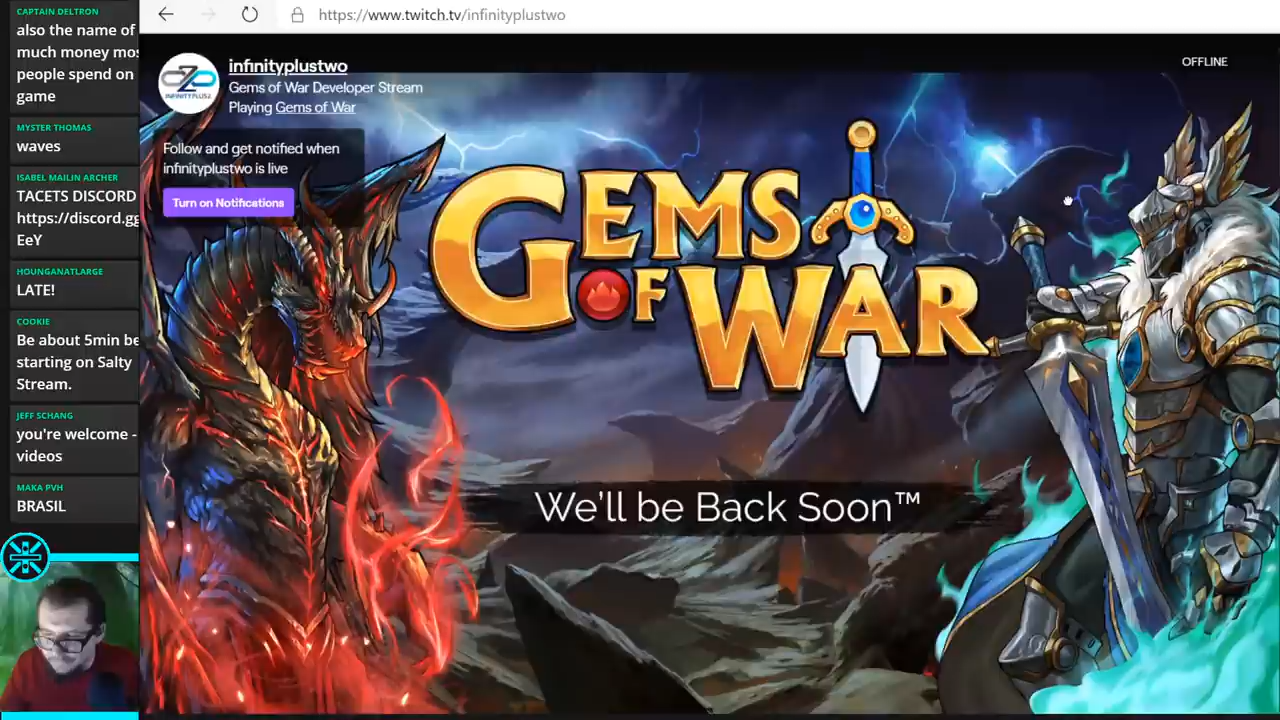 CAPTAIN DELTRON
also the name of
much money mos
people spend on
game
MYSTER THOMAS
waves
ISABEL MAILIN ARCHER
TACETS DISCORD
https://discord.gg
EeY
HOUNGANATLARGE
LATE!
COOKIE
Be about 5min be
starting on Salty
Stream.
JEFF SCHANG
you're welcome -
videos
MAKA PVH
BRASIL
https://www.twitch.tv/infinityplustwo
INFINITYPLUS2
infinityplustwo
Gems of War Developer Stream
Playing Gems of War
OFFLINE
Follow and get notified when
infinityplustwo is live
Turn on Notifications
GEMS
OF WAR
We'll be Back Soon™